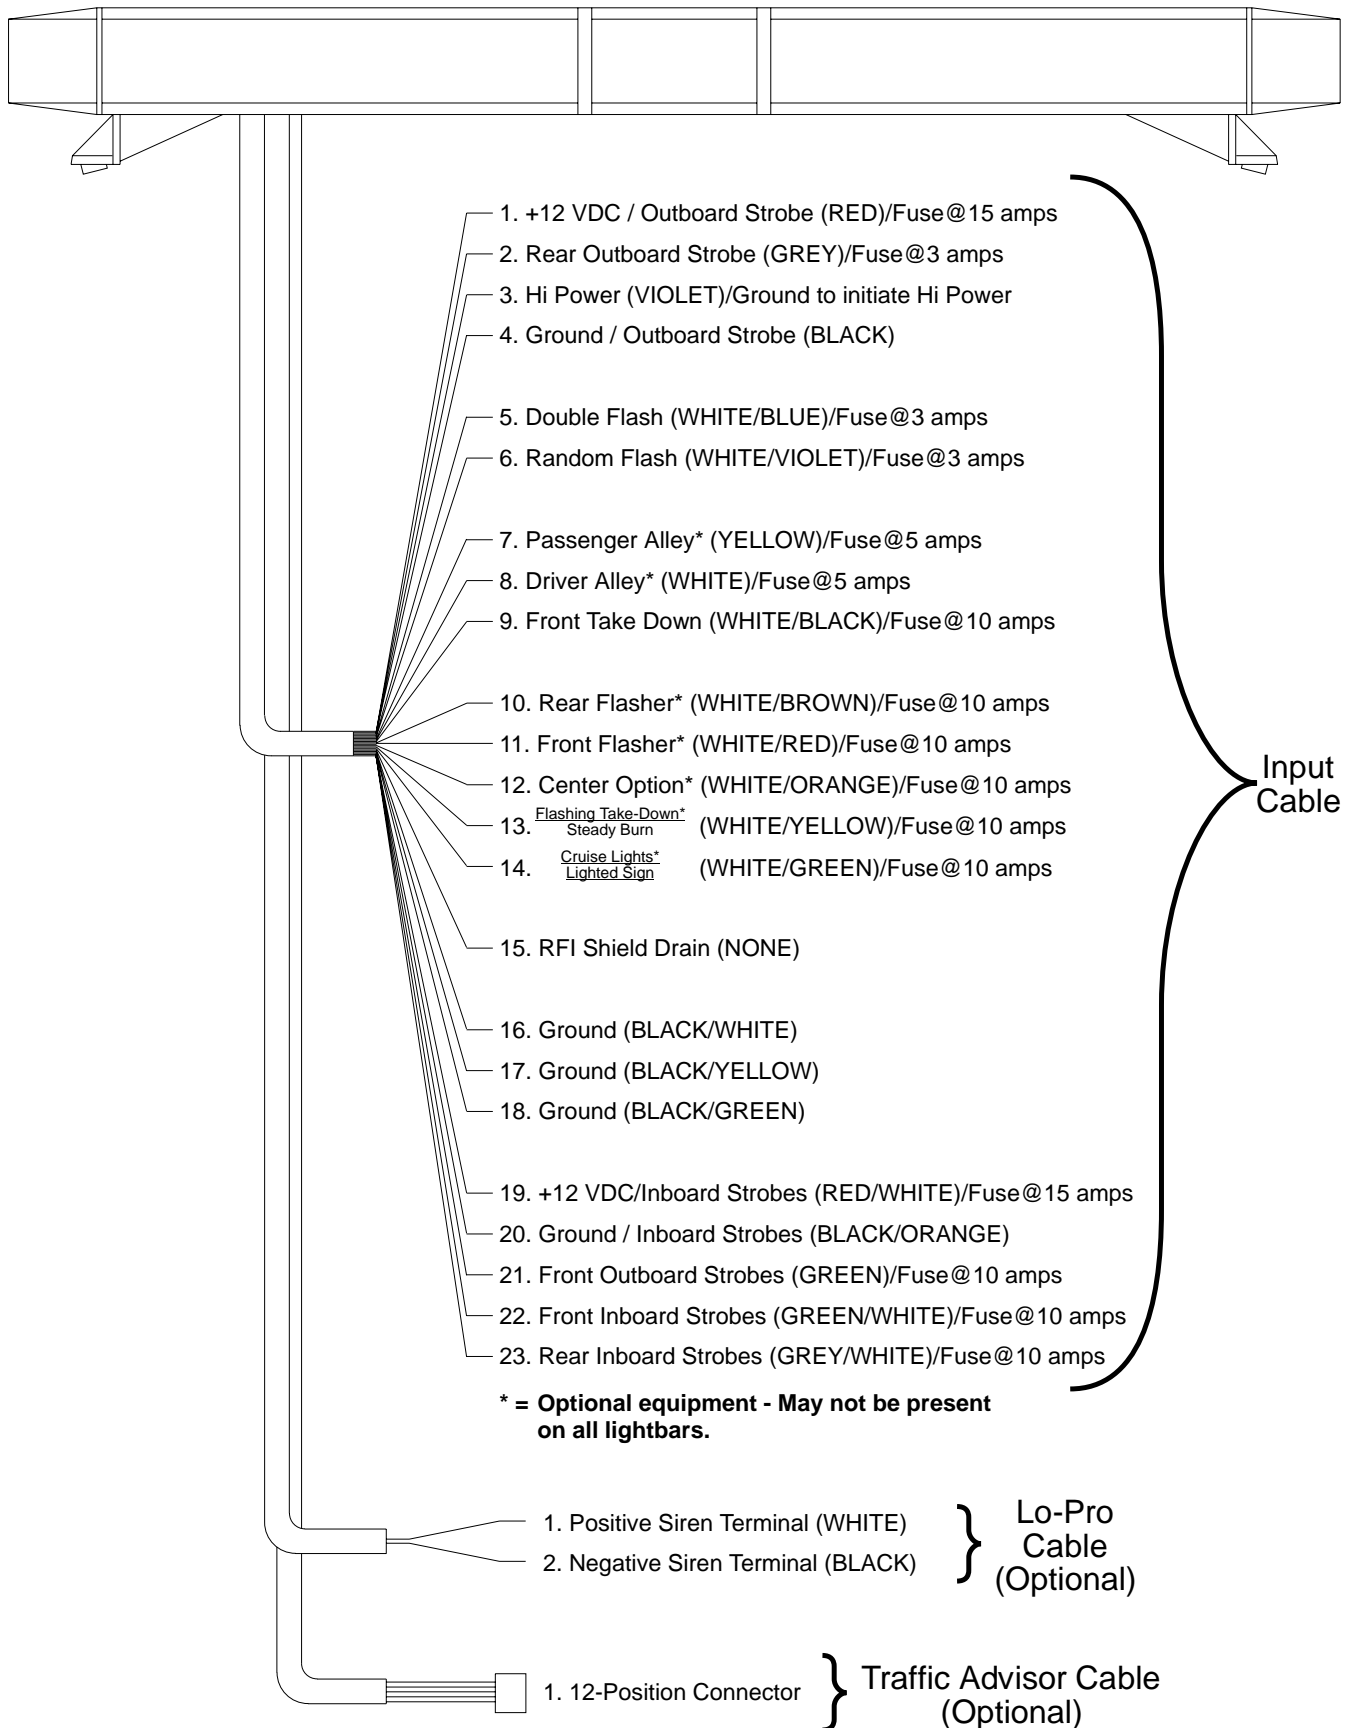 1. +12 VDC / Outboard Strobe (RED)/Fuse@15 amps
2. Rear Outboard Strobe (GREY)/Fuse@3 amps
3. Hi Power (VIOLET)/Ground to initiate Hi Power
4. Ground / Outboard Strobe (BLACK)
5. Double Flash (WHITE/BLUE)/Fuse@3 amps
6. Random Flash (WHITE/VIOLET)/Fuse@3 amps
7. Passenger Alley* (YELLOW)/Fuse@5 amps
8. Driver Alley* (WHITE)/Fuse@5 amps
9. Front Take Down (WHITE/BLACK)/Fuse@10 amps
10. Rear Flasher* (WHITE/BROWN)/Fuse@10 amps
11. Front Flasher* (WHITE/RED)/Fuse@10 amps
12. Center Option* (WHITE/ORANGE)/Fuse@10 amps
13. Flashing Take-Down*
Steady Burn
(WHITE/YELLOW)/Fuse@10 amps
14. Cruise Lights*
Lighted Sign
(WHITE/GREEN)/Fuse@10 amps
15. RFI Shield Drain (NONE)
16. Ground (BLACK/WHITE)
17. Ground (BLACK/YELLOW)
18. Ground (BLACK/GREEN)
19. +12 VDC/Inboard Strobes (RED/WHITE)/Fuse@15 amps
20. Ground / Inboard Strobes (BLACK/ORANGE)
21. Front Outboard Strobes (GREEN)/Fuse@10 amps
22. Front Inboard Strobes (GREEN/WHITE)/Fuse@10 amps
23. Rear Inboard Strobes (GREY/WHITE)/Fuse@10 amps
Input
Cable
* = Optional equipment - May not be present
on all lightbars.
1. Positive Siren Terminal (WHITE)
2. Negative Siren Terminal (BLACK)
Lo-Pro
Cable
(Optional)
1. 12-Position Connector
Traffic Advisor Cable
(Optional)